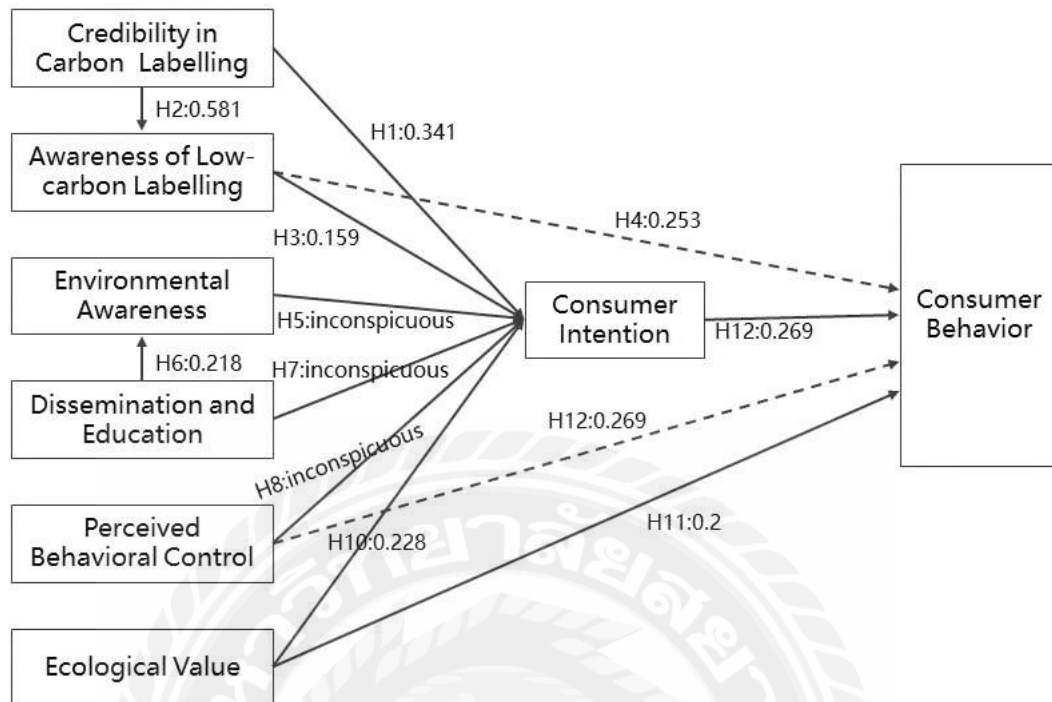 Credibility in
Carbon Labelling
H2:0.581
H1:0.341
Awareness of Low-
carbon Labelling
H4:0.253
H3:0.159
Environmental
Awareness
H5:inconspicuous
Consumer
Intention
H12:0.269
Consumer
Behavior
H6:0.218
H7:inconspicuous
Dissemination and
Education
H12:0.269
H8:inconspicuous
Perceived
Behavioral Control
H10:0.228
H11:0.2
Ecological Value